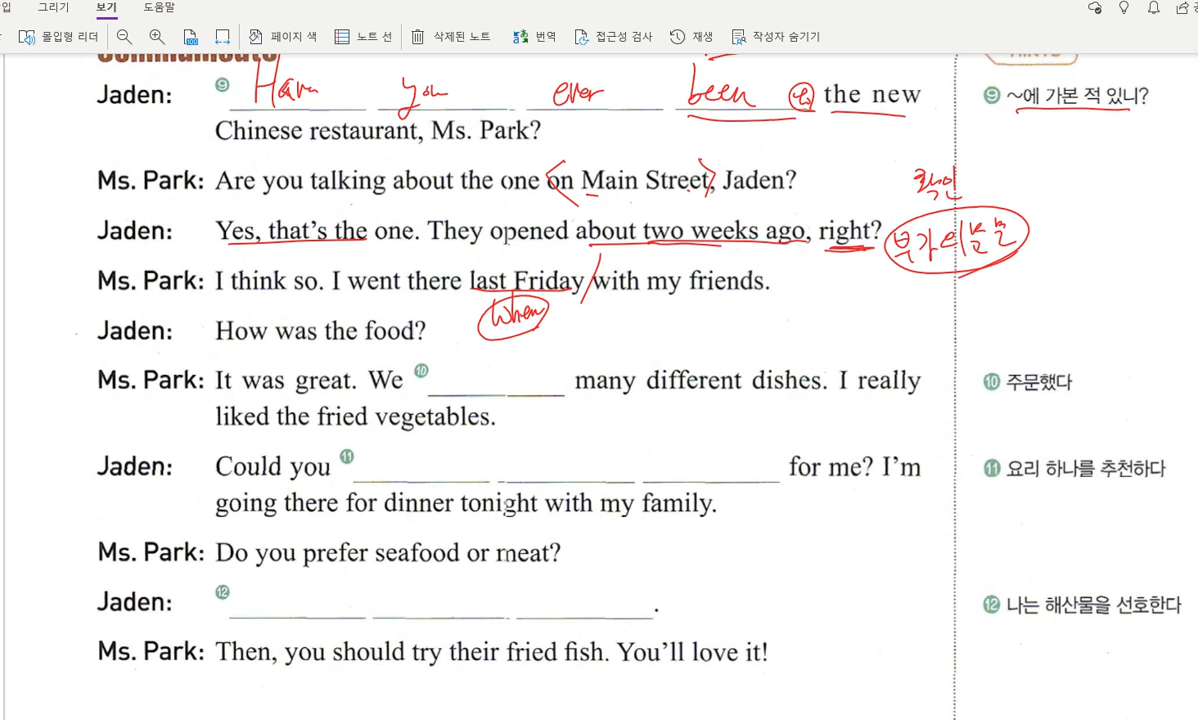 그리기 보기 도움말
몰입형 리더 100 페이지 색 노트 선 삭제된 노트 번역 접근성 검사 재생 작성자 숨기기
Jaden: ⑨ Have you ever been to the new ⑨ ~에 가본 적 있니?
Chinese restaurant, Ms. Park?
Ms. Park: Are you talking about the one on Main Street, Jaden?
확인
Jaden: Yes, that's the one. They opened about two weeks ago, right? 부가의문문
Ms. Park: I think so. I went there last Friday with my friends.
when
Jaden: How was the food?
Ms. Park: It was great. We ⑩ many different dishes. I really ⑩ 주문했다
liked the fried vegetables.
Jaden: Could you ⑪ for me? I'm ⑪ 요리 하나를 추천하다
going there for dinner tonight with my family.
Ms. Park: Do you prefer seafood or meat?
Jaden: ⑫ . ⑫ 나는 해산물을 선호한다
Ms. Park: Then, you should try their fried fish. You'll love it!